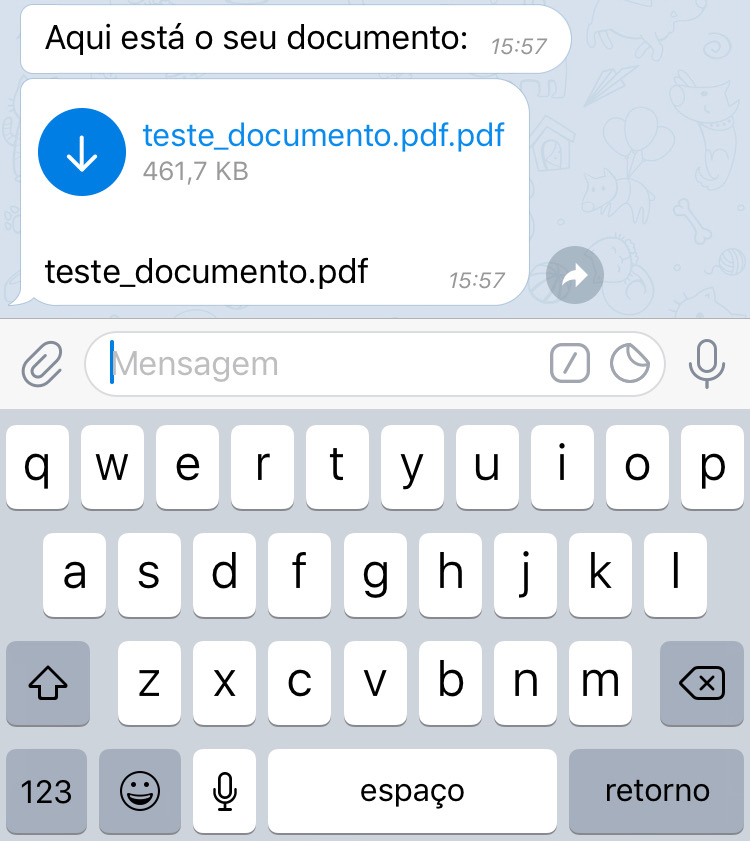 Aqui está o seu documento: 15:57
teste_documento.pdf.pdf
461,7 KB
teste_documento.pdf 15:57
Mensagem
q w e r t y u i o p
a s d f g h j k l
z x c v b n m
123 espaço retorno